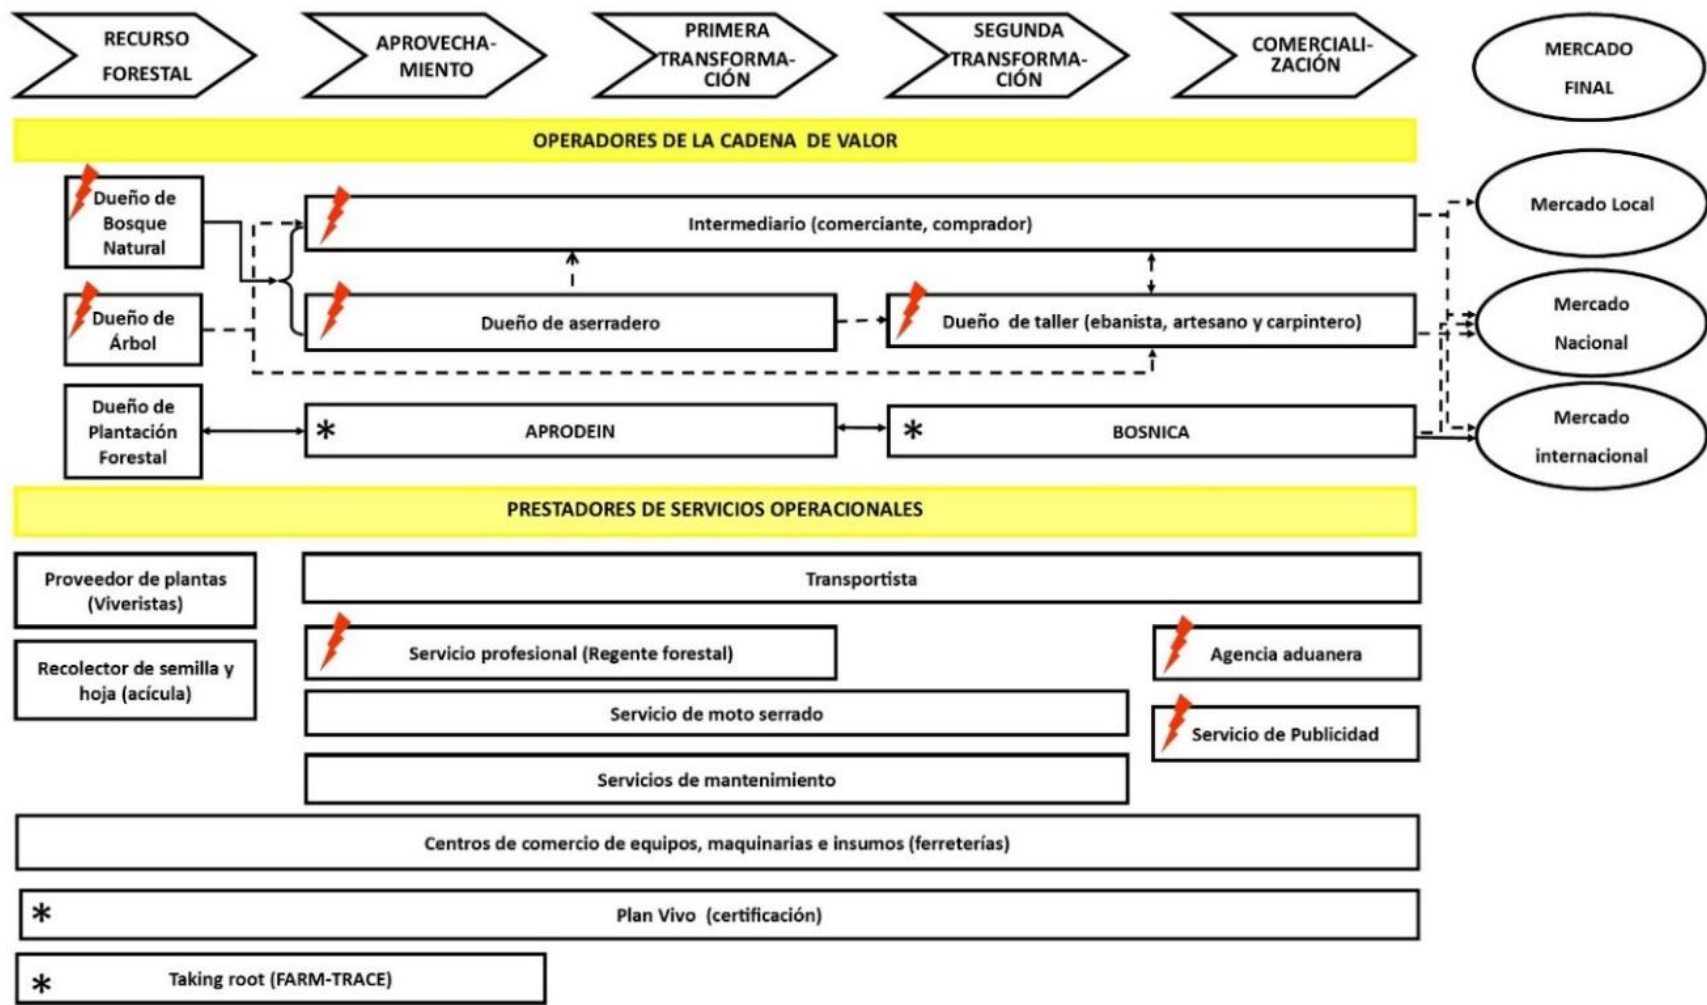 RECURSO
FORESTAL
APROVECHA-
MIENTO
PRIMERA
TRANSFORMA-
CIÓN
SEGUNDA
TRANSFORMA-
CIÓN
COMERCIALI-
ZACIÓN
MERCADO
FINAL
OPERADORES DE LA CADENA DE VALOR
Dueño de
Bosque
Natural
Intermediario (comerciante, comprador)
Mercado Local
Dueño de
Árbol
Dueño de aserradero
Dueño de taller (ebanista, artesano y carpintero)
Mercado
Nacional
Dueño de
Plantación
Forestal
* APRODEIN
* BOSNICA
Mercado
internacional
PRESTADORES DE SERVICIOS OPERACIONALES
Proveedor de plantas
(Viveristas)
Transportista
Recolector de semilla y
hoja (acícula)
Servicio profesional (Regente forestal)
Agencia aduanera
Servicio de moto serrado
Servicio de Publicidad
Servicios de mantenimiento
Centros de comercio de equipos, maquinarias e insumos (ferreterías)
* Plan Vivo (certificación)
* Taking root (FARM-TRACE)